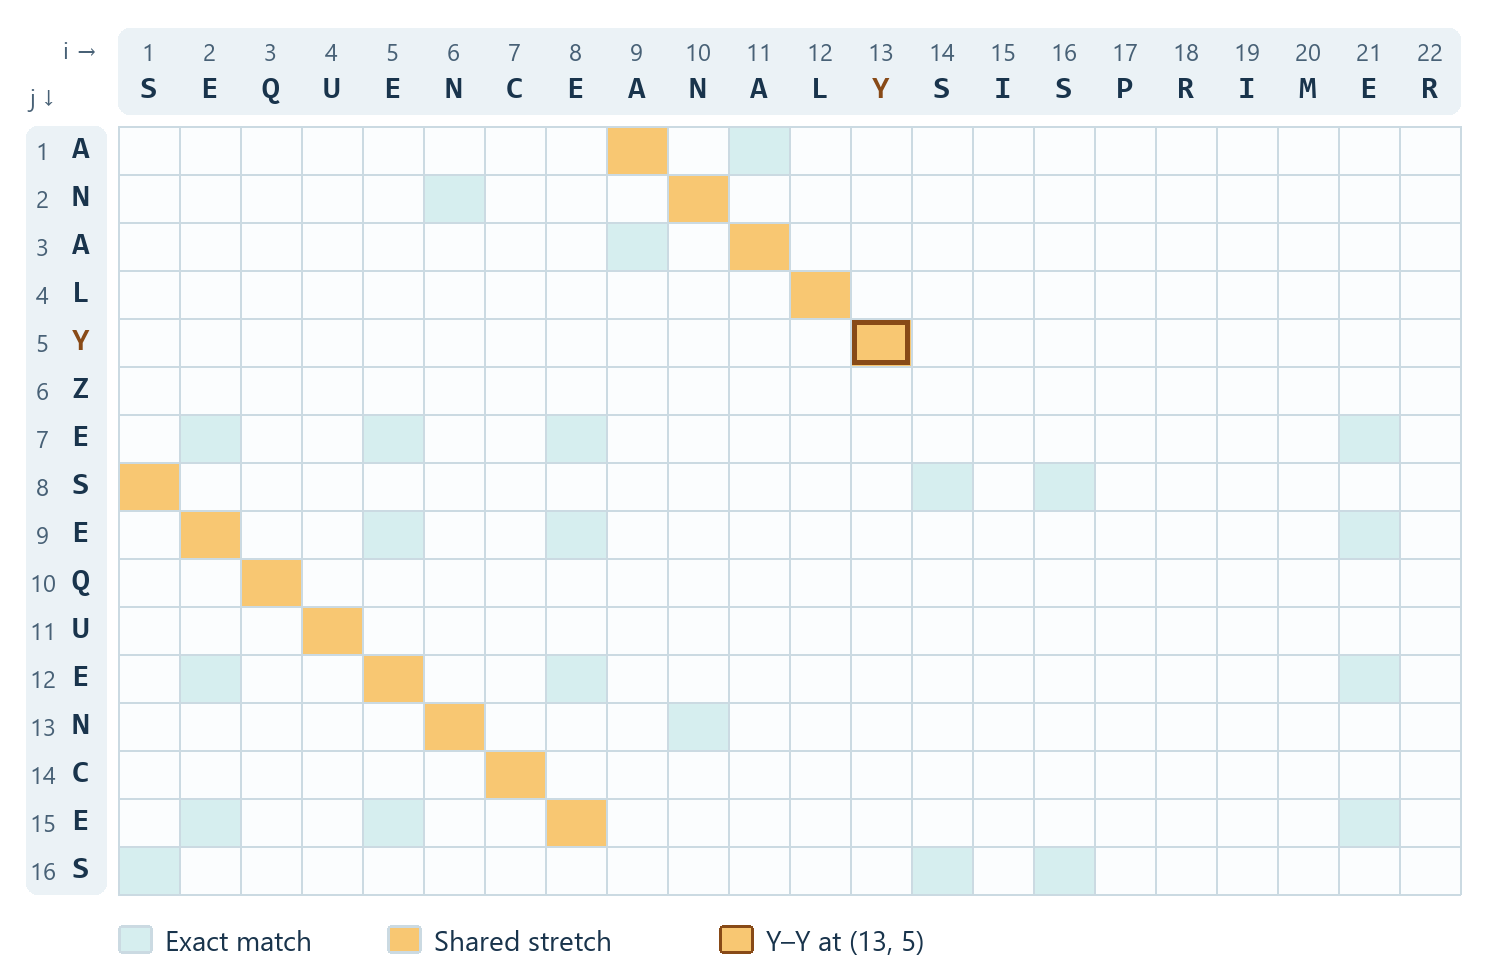 i → 1 2 3 4 5 6 7 8 9 10 11 12 13 14 15 16 17 18 19 20 21 22
j ↓ S E Q U E N C E A N A L Y S I S P R I M E R
1 A
2 N
3 A
4 L
5 Y
6 Z
7 E
8 S
9 E
10 Q
11 U
12 E
13 N
14 C
15 E
16 S
Exact match Shared stretch Y–Y at (13, 5)